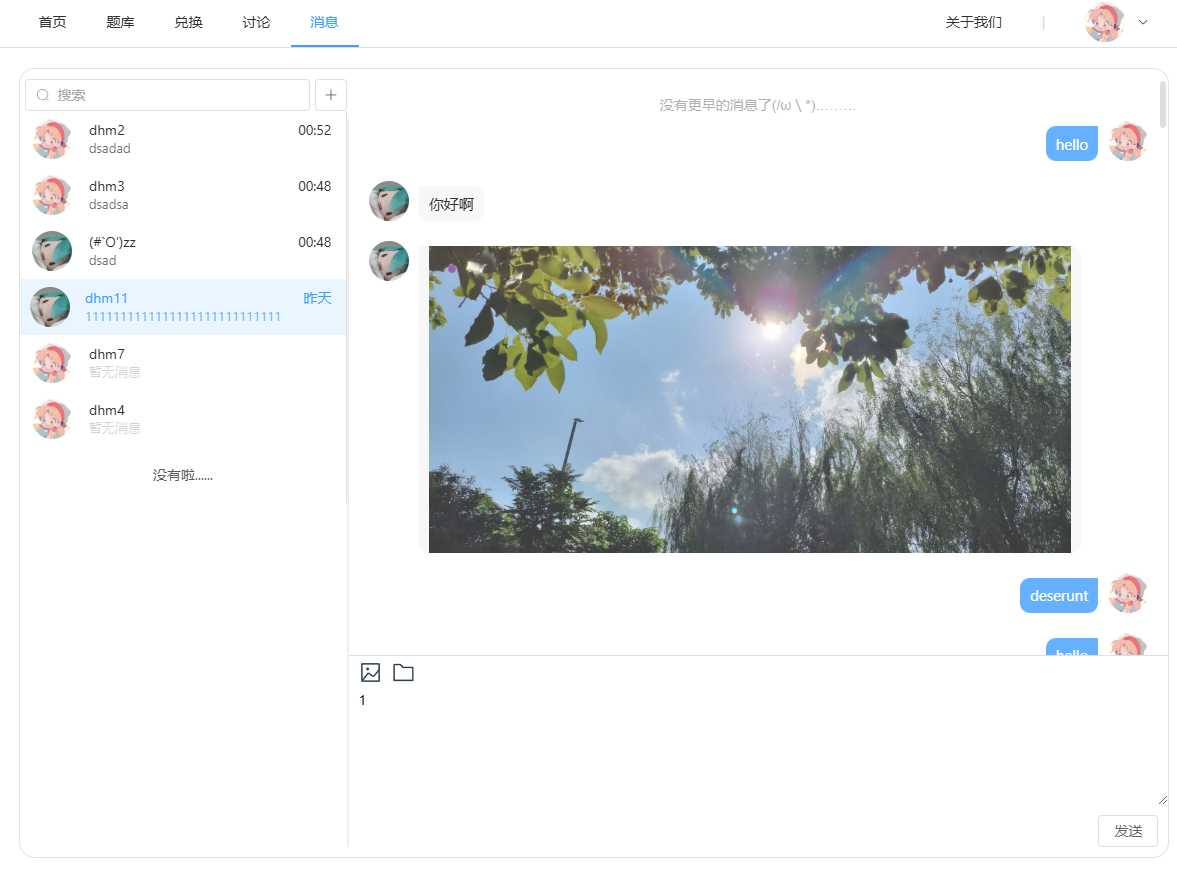 首页 题库 兑换 讨论 消息 关于我们 |
搜索
dhm2 00:52
dsadad
dhm3 00:48
dsadsa
(#`O′)zz 00:48
dsad
dhm11 昨天
1111111111111111111111111111
dhm7
暂无消息
dhm4
暂无消息
没有啦......
没有更早的消息了(/ω＼*)………
hello
你好啊
deserunt
hello
1
发送